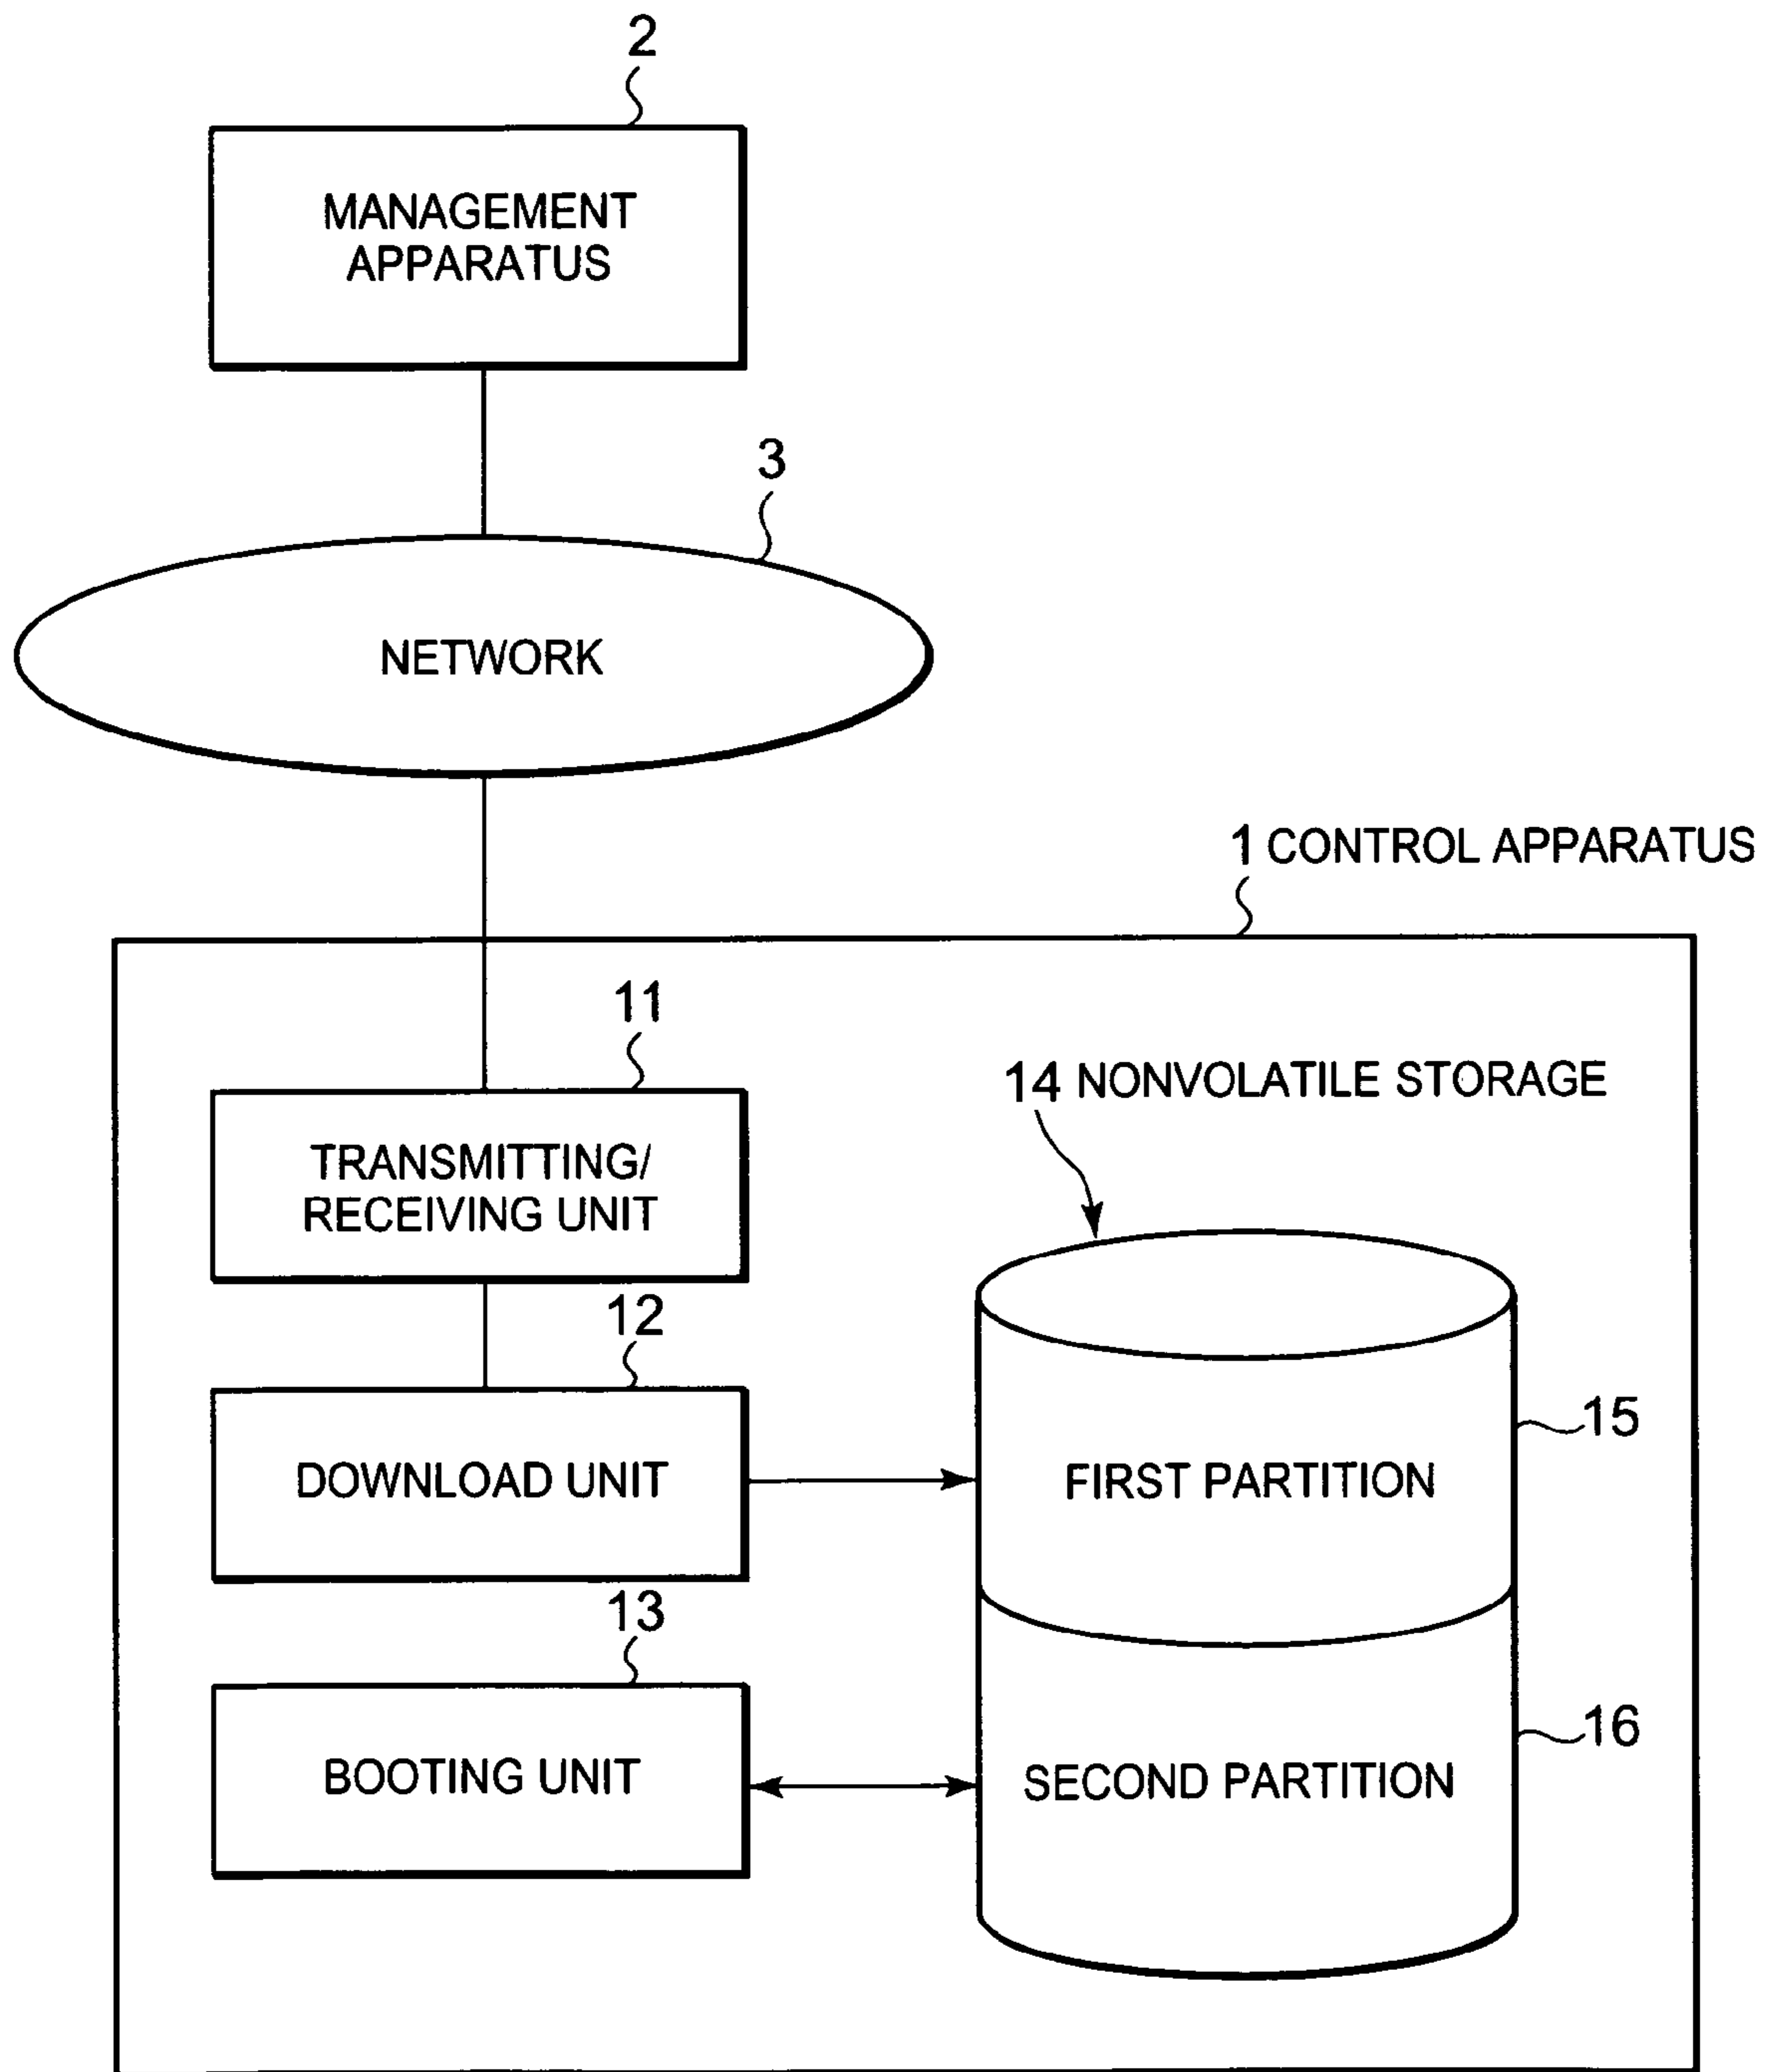 2
MANAGEMENT
APPARATUS
3
NETWORK
1 CONTROL APPARATUS
11
TRANSMITTING/
RECEIVING UNIT
14 NONVOLATILE STORAGE
12
DOWNLOAD UNIT
FIRST PARTITION
15
13
BOOTING UNIT
SECOND PARTITION
16